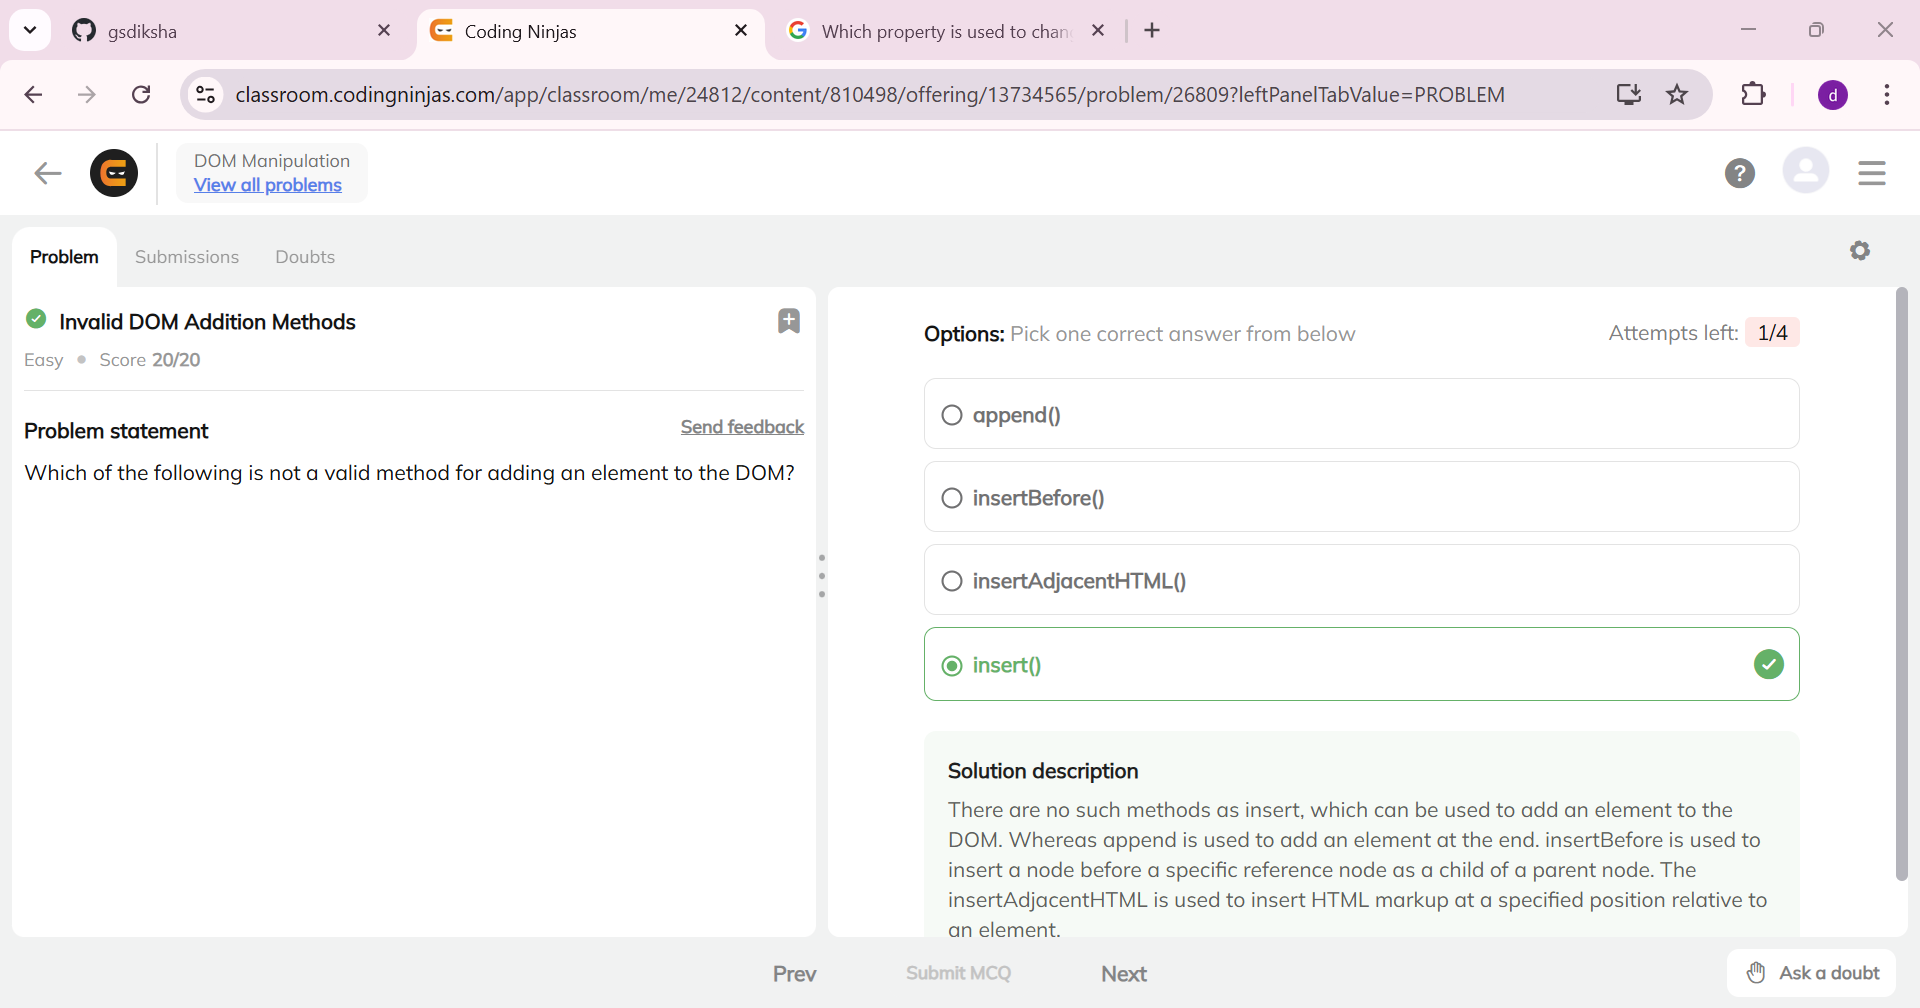 gsdiksha
Coding Ninjas
Which property is used to chan
classroom.codingninjas.com/app/classroom/me/24812/content/810498/offering/13734565/problem/26809?leftPanelTabValue=PROBLEM
d
DOM Manipulation
View all problems
?
Problem
Submissions
Doubts
Invalid DOM Addition Methods
Easy
Score 20/20
Problem statement
Send feedback
Which of the following is not a valid method for adding an element to the DOM?
Options: Pick one correct answer from below
Attempts left: 1/4
append()
insertBefore()
insertAdjacentHTML()
insert()
Solution description
There are no such methods as insert, which can be used to add an element to the
DOM. Whereas append is used to add an element at the end. insertBefore is used to
insert a node before a specific reference node as a child of a parent node. The
insertAdjacentHTML is used to insert HTML markup at a specified position relative to
an element.
Prev
Submit MCQ
Next
Ask a doubt